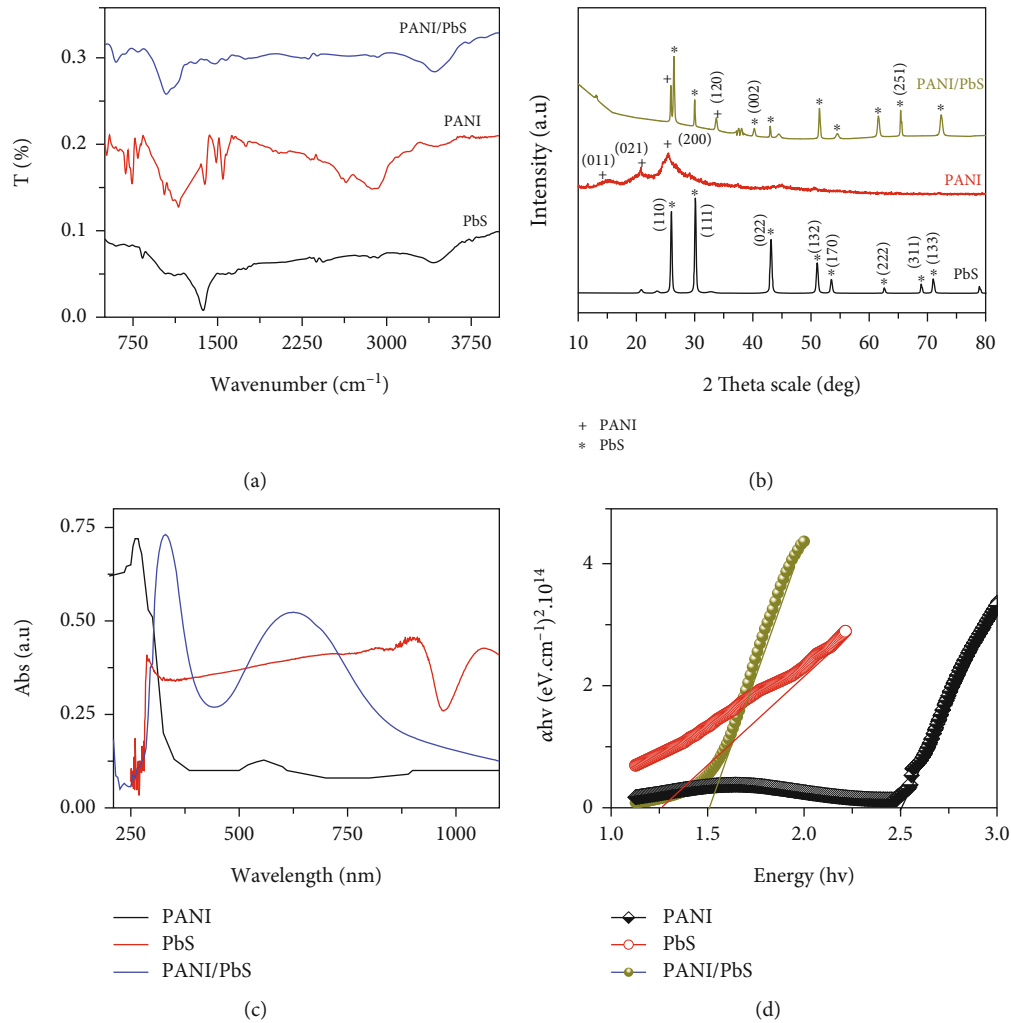 PANI/PbS
PANI
PbS
T (%)
0.3
0.2
0.1
0.0
750 1500 2250 3000 3750
Wavenumber (cm⁻¹)
(a)
PANI/PbS
PANI
PbS
Intensity (a.u)
+ * * + (120) * (002) * * * * * (251) *
(011) + (021) + + (200)
(110) * * (111) (022) * (132) * * (170) (222) * (311) * (133) *
10 20 30 40 50 60 70 80
2 Theta scale (deg)
+ PANI
* PbS
(b)
Abs (a.u)
0.75
0.50
0.25
0.00
250 500 750 1000
Wavelength (nm)
PANI
PbS
PANI/PbS
(c)
αhv (eV.cm⁻¹)².10¹⁴
4
2
0
1.0 1.5 2.0 2.5 3.0
Energy (hv)
PANI
PbS
PANI/PbS
(d)